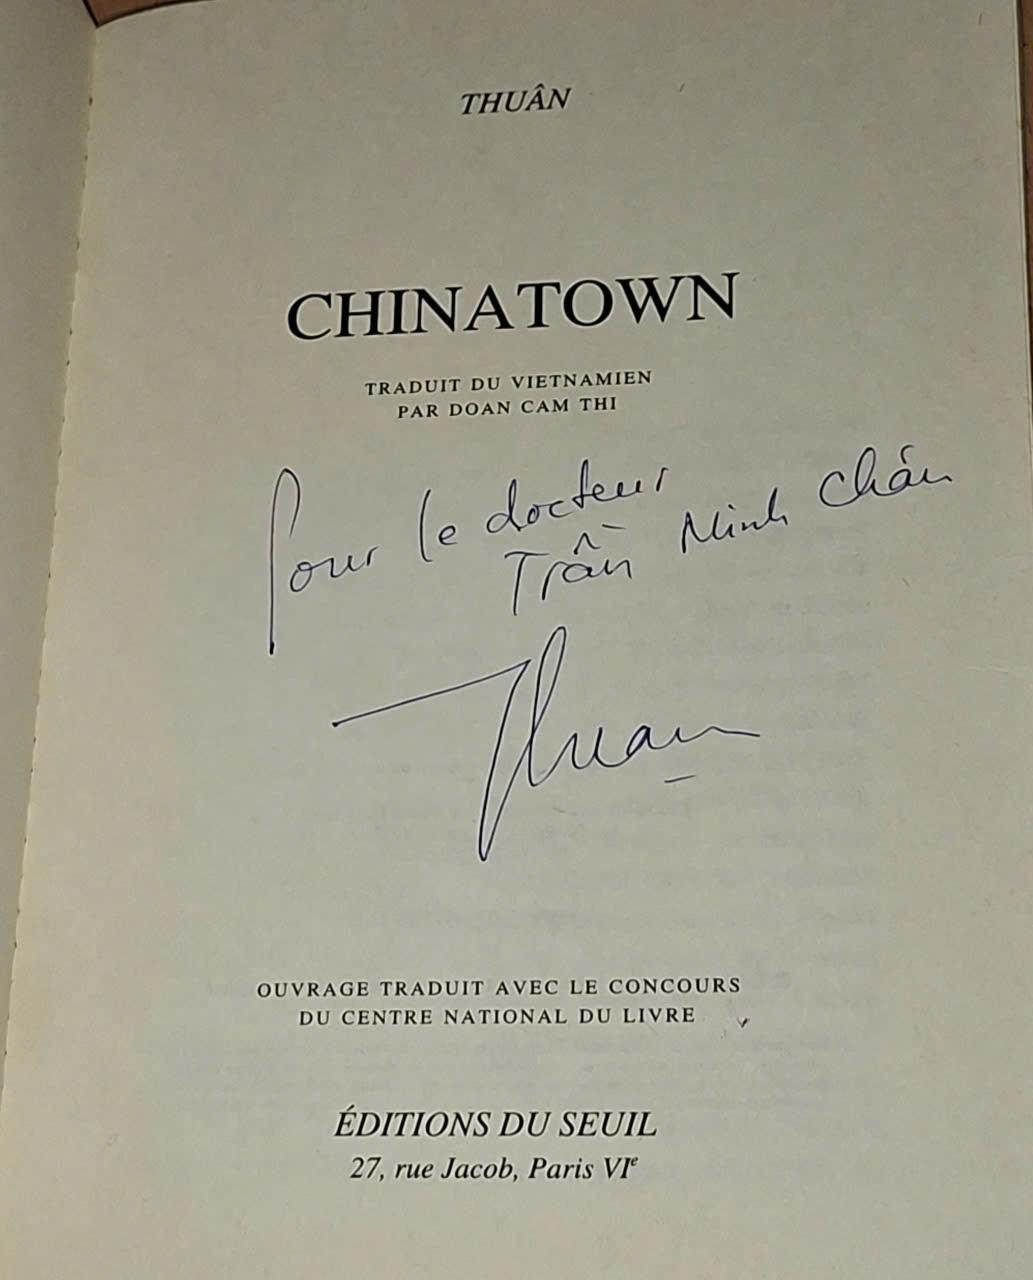 THUÂN
CHINATOWN
TRADUIT DU VIETNAMIEN
PAR DOAN CAM THI
Pour le docteur
Trần Minh Chấn
Thuan
OUVRAGE TRADUIT AVEC LE CONCOURS
DU CENTRE NATIONAL DU LIVRE
ÉDITIONS DU SEUIL
27, rue Jacob, Paris VIᵉ